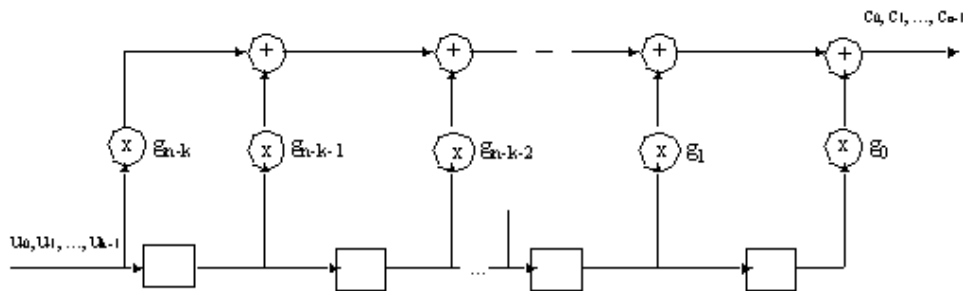 C₀, C₁, ..., Cₙ₋₁
+ + — + +
x gₙ₋ₖ x gₙ₋ₖ₋₁ x gₙ₋ₖ₋₂ x g₁ x g₀
u₀, u₁, ..., uₖ₋₁
...